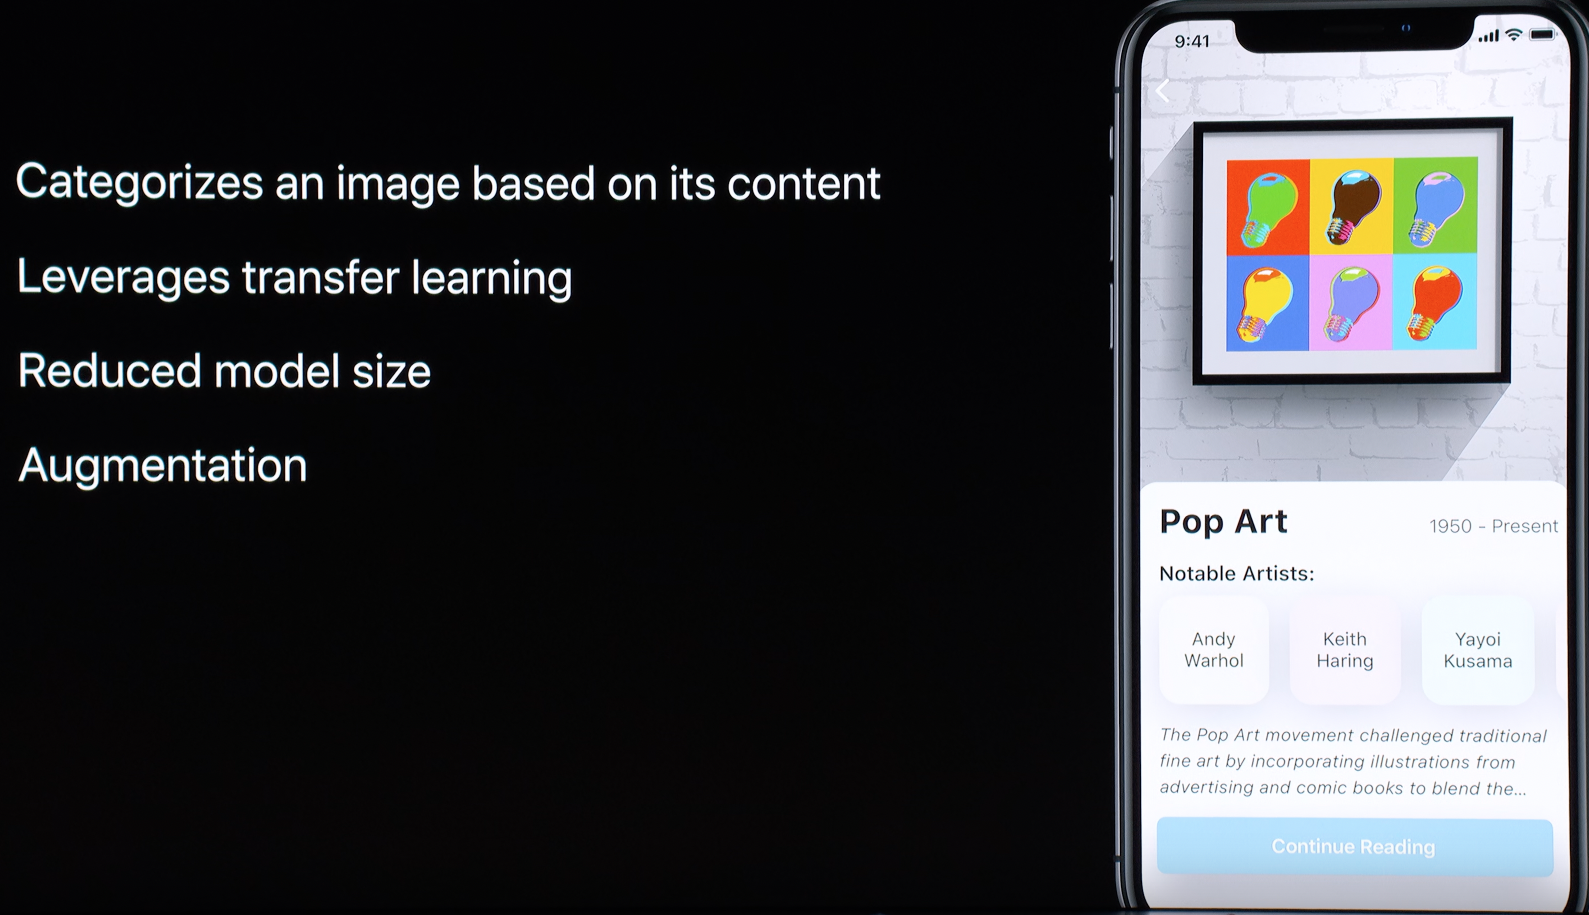 Categorizes an image based on its content
Leverages transfer learning
Reduced model size
Augmentation
9:41
Pop Art
1950 - Present
Notable Artists:
Andy
Warhol
Keith
Haring
Yayoi
Kusama
The Pop Art movement challenged traditional
fine art by incorporating illustrations from
advertising and comic books to blend the...
Continue Reading